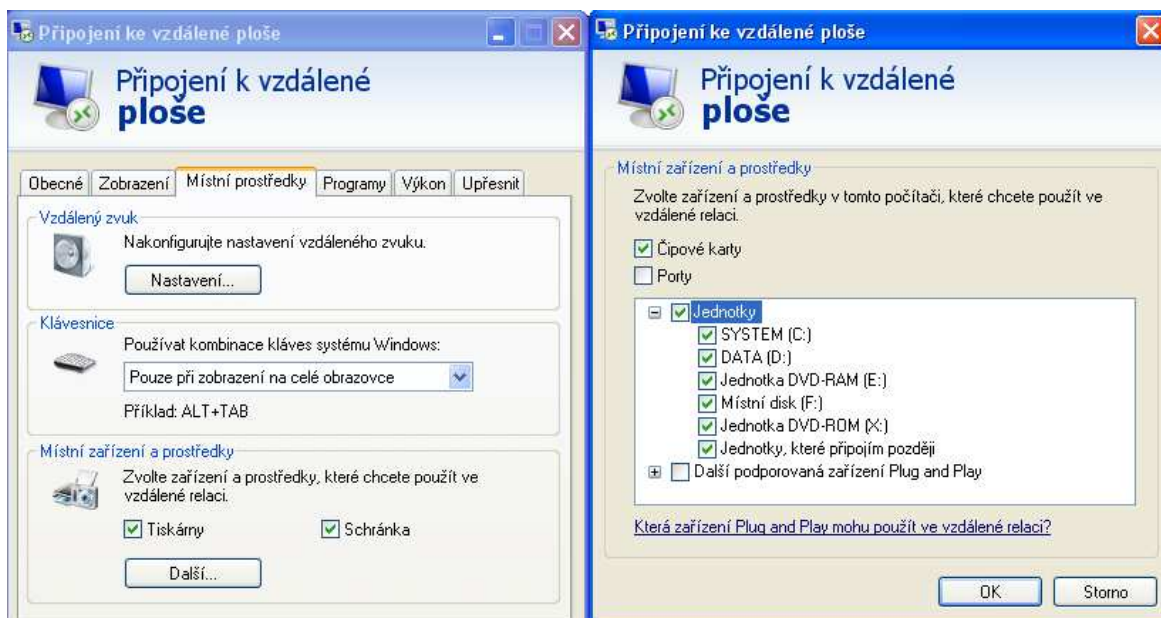 Připojení ke vzdálené ploše
Připojení k vzdálené
ploše
Obecné Zobrazení Místní prostředky Programy Výkon Upřesnit
Vzdálený zvuk
Nakonfigurujte nastavení vzdáleného zvuku.
Nastavení...
Klávesnice
Používat kombinace kláves systému Windows:
Pouze při zobrazení na celé obrazovce
Příklad: ALT+TAB
Místní zařízení a prostředky
Zvolte zařízení a prostředky, které chcete použít ve
vzdálené relaci.
Tiskárny Schránka
Další...
Připojení ke vzdálené ploše
Připojení k vzdálené
ploše
Místní zařízení a prostředky
Zvolte zařízení a prostředky v tomto počítači, které chcete použít ve
vzdálené relaci.
Čipové karty
Porty
Jednotky
SYSTEM (C:)
DATA (D:)
Jednotka DVD-RAM (E:)
Místní disk (F:)
Jednotka DVD-ROM (X:)
Jednotky, které připojím později
Další podporovaná zařízení Plug and Play
Která zařízení Plug and Play mohu použít ve vzdálené relaci?
OK Storno